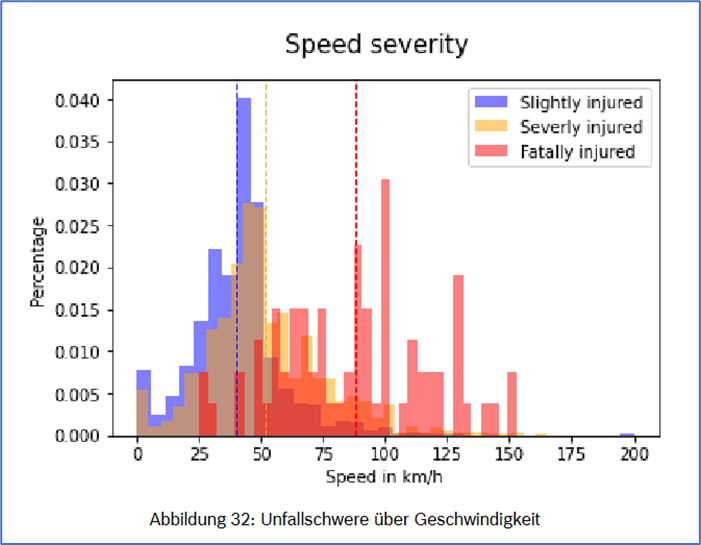 Speed severity
0.040
0.035
0.030
0.025
0.020
0.015
0.010
0.005
0.000
Percentage
Slightly injured
Severly injured
Fatally injured
0 25 50 75 100 125 150 175 200
Speed in km/h
Abbildung 32: Unfallschwere über Geschwindigkeit